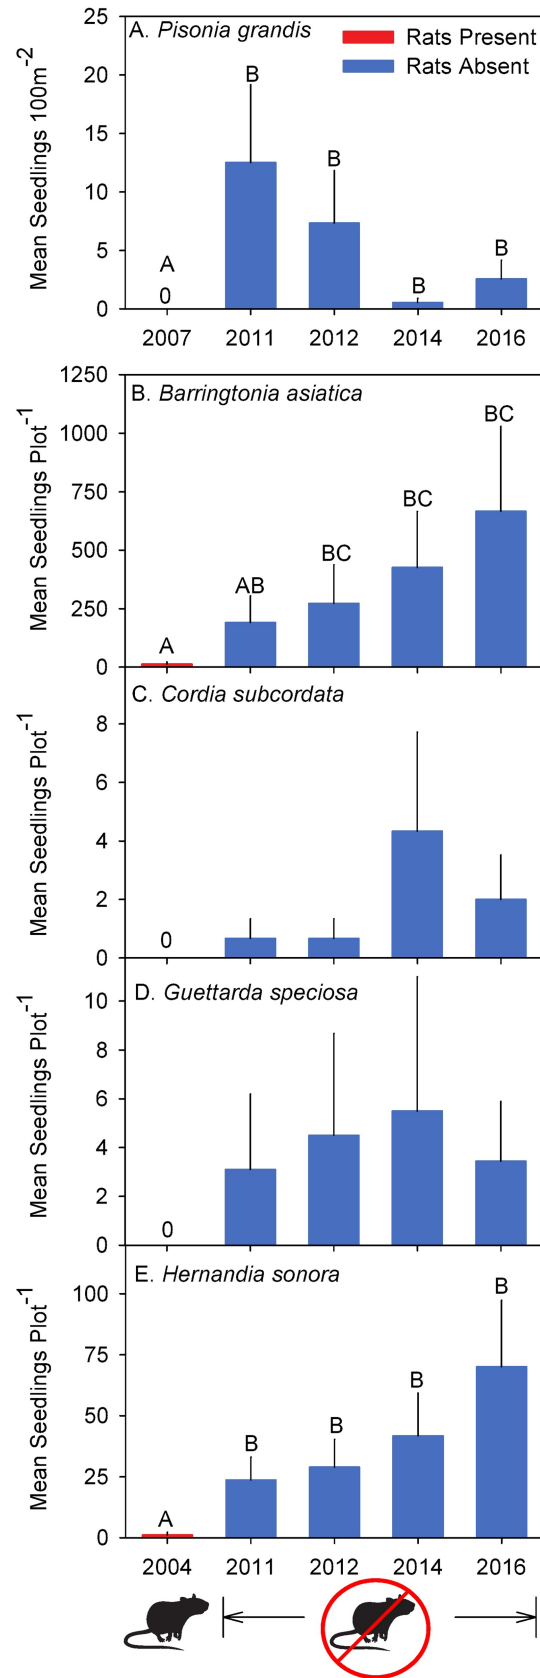 A. Pisonia grandis
Rats Present
Rats Absent
Mean Seedlings 100m⁻²
25
20
15
10
5
0
A
0
B
B
B
B
2007 2011 2012 2014 2016
B. Barringtonia asiatica
Mean Seedlings Plot⁻¹
1250
1000
750
500
250
0
A
AB
BC
BC
BC
C. Cordia subcordata
Mean Seedlings Plot⁻¹
8
6
4
2
0
0
D. Guettarda speciosa
Mean Seedlings Plot⁻¹
10
8
6
4
2
0
0
E. Hernandia sonora
Mean Seedlings Plot⁻¹
100
75
50
25
0
A
B
B
B
B
2004 2011 2012 2014 2016